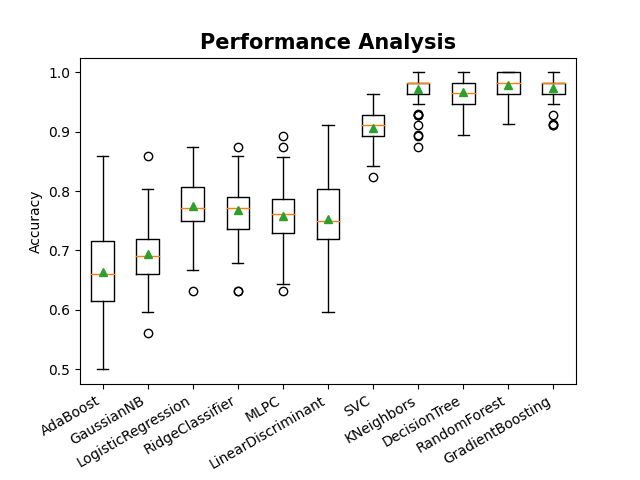 Performance Analysis
1.0
0.9
0.8
0.7
0.6
0.5
Accuracy
AdaBoost
GaussianNB
LogisticRegression
RidgeClassifier
MLPC
LinearDiscriminant
SVC
KNeighbors
DecisionTree
RandomForest
GradientBoosting